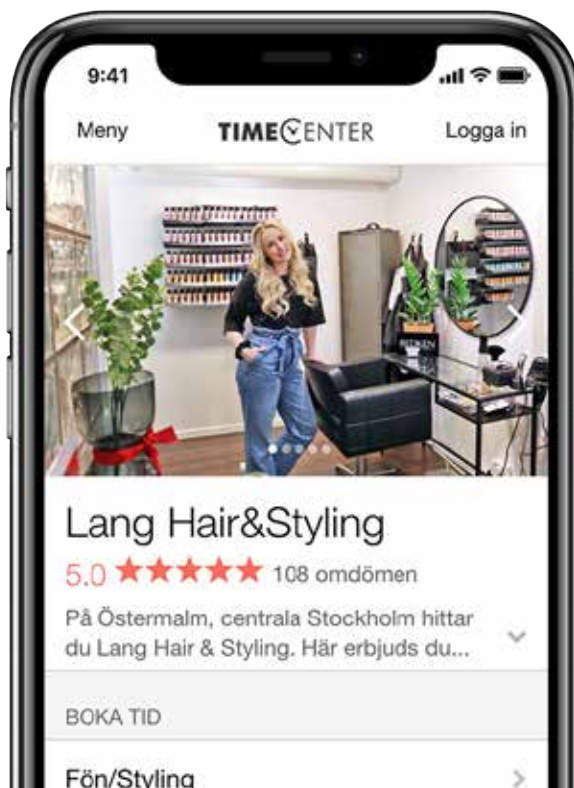 9:41
Meny TIMECENTER Logga in
REDKEN
Lang Hair&Styling
5.0 108 omdömen
På Östermalm, centrala Stockholm hittar
du Lang Hair & Styling. Här erbjuds du...
BOKA TID
Fön/Styling